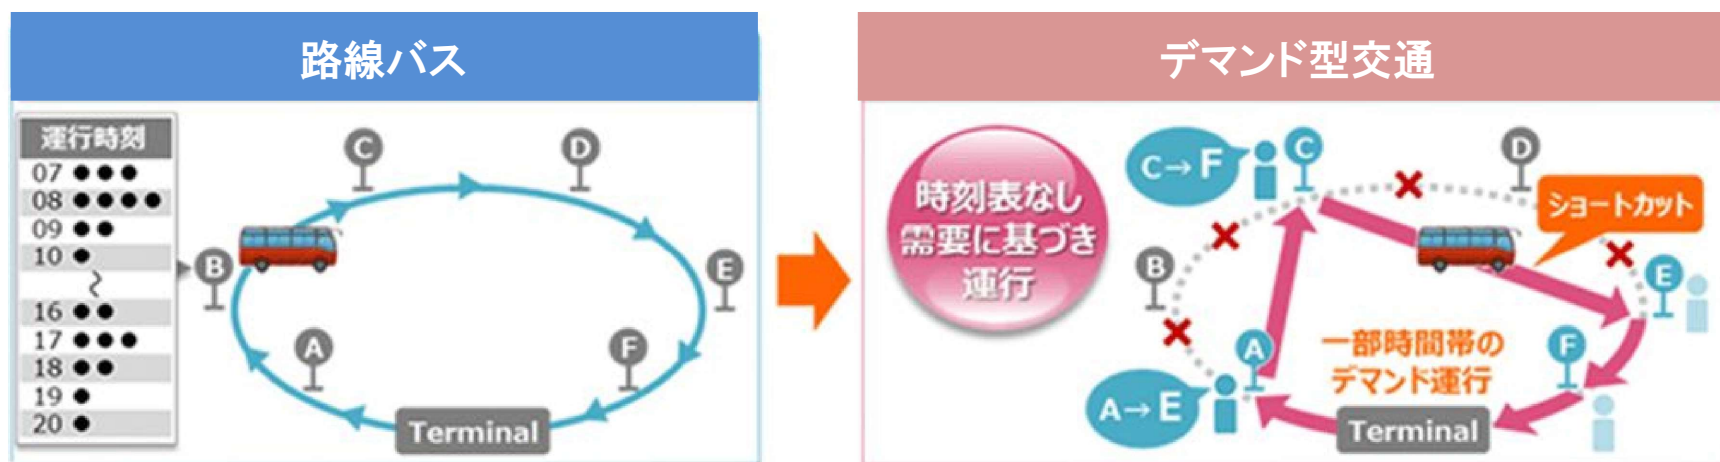 路線バス
運行時刻
07 ●●●
08 ●●●●
09 ●●
10 ●
〜
16 ●●
17 ●●●
18 ●●
19 ●
20 ●
A
B
C
D
E
F
Terminal
デマンド型交通
時刻表なし
需要に基づき
運行
C→F
C
D
ショートカット
B
E
A
A→E
一部時間帯の
デマンド運行
F
Terminal